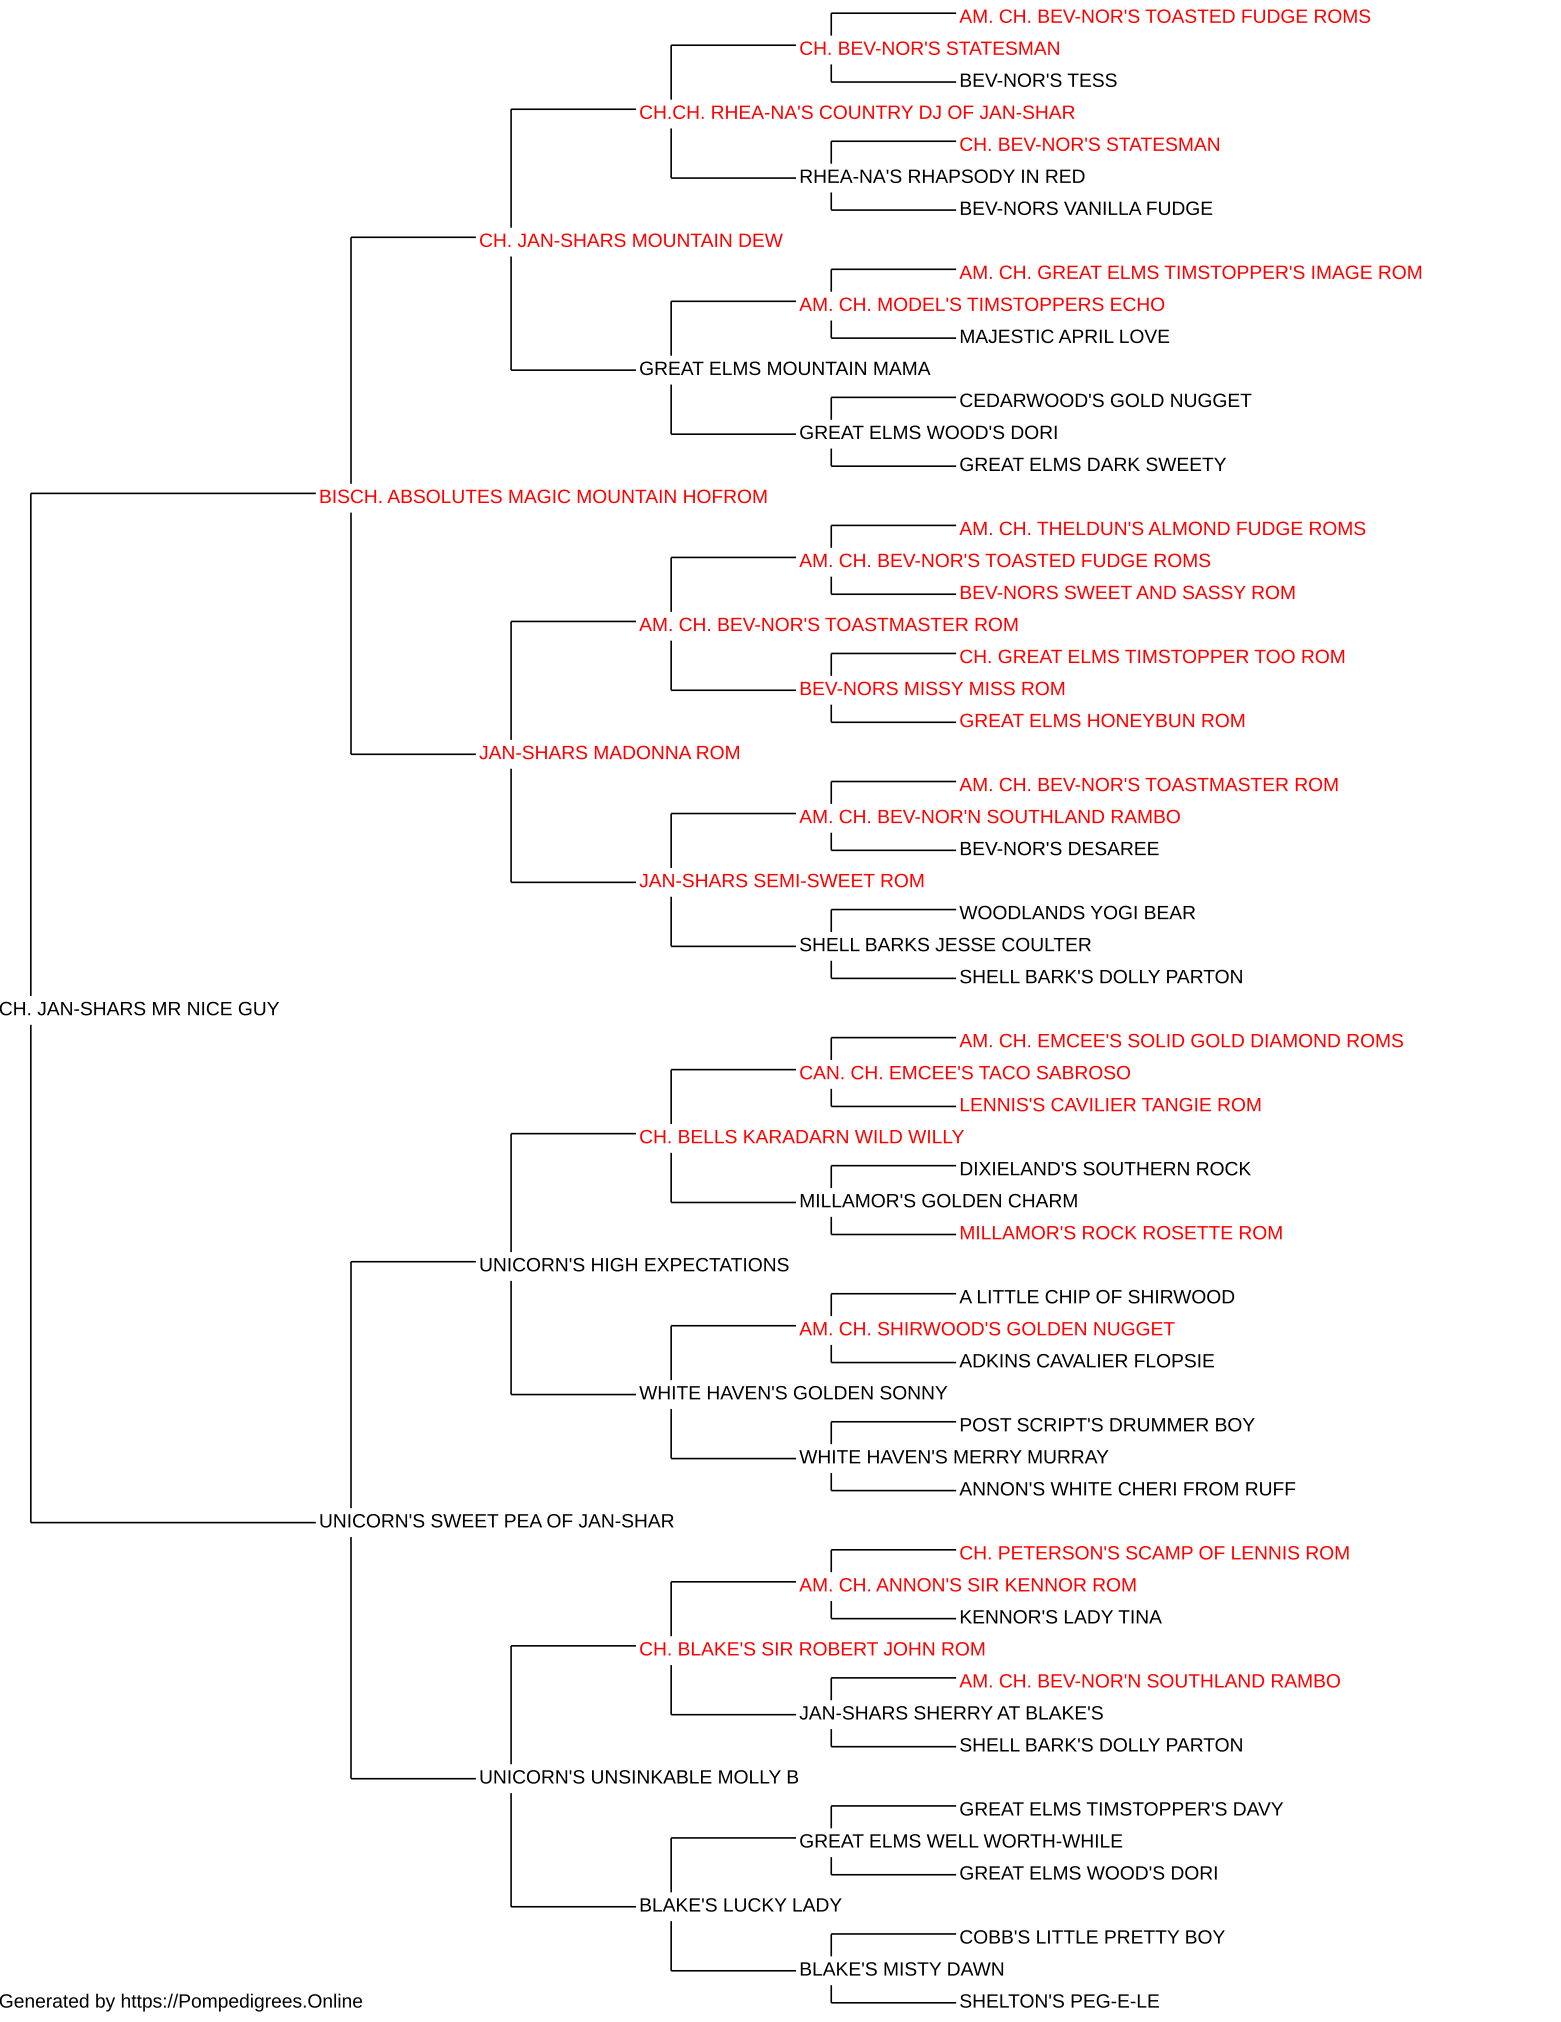 AM. CH. BEV-NOR'S TOASTED FUDGE ROMS
CH. BEV-NOR'S STATESMAN
BEV-NOR'S TESS
CH.CH. RHEA-NA'S COUNTRY DJ OF JAN-SHAR
CH. BEV-NOR'S STATESMAN
RHEA-NA'S RHAPSODY IN RED
BEV-NORS VANILLA FUDGE
CH. JAN-SHARS MOUNTAIN DEW
AM. CH. GREAT ELMS TIMSTOPPER'S IMAGE ROM
AM. CH. MODEL'S TIMSTOPPERS ECHO
MAJESTIC APRIL LOVE
GREAT ELMS MOUNTAIN MAMA
CEDARWOOD'S GOLD NUGGET
GREAT ELMS WOOD'S DORI
GREAT ELMS DARK SWEETY
BISCH. ABSOLUTES MAGIC MOUNTAIN HOFROM
AM. CH. THELDUN'S ALMOND FUDGE ROMS
AM. CH. BEV-NOR'S TOASTED FUDGE ROMS
BEV-NORS SWEET AND SASSY ROM
AM. CH. BEV-NOR'S TOASTMASTER ROM
CH. GREAT ELMS TIMSTOPPER TOO ROM
BEV-NORS MISSY MISS ROM
GREAT ELMS HONEYBUN ROM
JAN-SHARS MADONNA ROM
AM. CH. BEV-NOR'S TOASTMASTER ROM
AM. CH. BEV-NOR'N SOUTHLAND RAMBO
BEV-NOR'S DESAREE
JAN-SHARS SEMI-SWEET ROM
WOODLANDS YOGI BEAR
SHELL BARKS JESSE COULTER
SHELL BARK'S DOLLY PARTON
CH. JAN-SHARS MR NICE GUY
AM. CH. EMCEE'S SOLID GOLD DIAMOND ROMS
CAN. CH. EMCEE'S TACO SABROSO
LENNIS'S CAVILIER TANGIE ROM
CH. BELLS KARADARN WILD WILLY
DIXIELAND'S SOUTHERN ROCK
MILLAMOR'S GOLDEN CHARM
MILLAMOR'S ROCK ROSETTE ROM
UNICORN'S HIGH EXPECTATIONS
A LITTLE CHIP OF SHIRWOOD
AM. CH. SHIRWOOD'S GOLDEN NUGGET
ADKINS CAVALIER FLOPSIE
WHITE HAVEN'S GOLDEN SONNY
POST SCRIPT'S DRUMMER BOY
WHITE HAVEN'S MERRY MURRAY
ANNON'S WHITE CHERI FROM RUFF
UNICORN'S SWEET PEA OF JAN-SHAR
CH. PETERSON'S SCAMP OF LENNIS ROM
AM. CH. ANNON'S SIR KENNOR ROM
KENNOR'S LADY TINA
CH. BLAKE'S SIR ROBERT JOHN ROM
AM. CH. BEV-NOR'N SOUTHLAND RAMBO
JAN-SHARS SHERRY AT BLAKE'S
SHELL BARK'S DOLLY PARTON
UNICORN'S UNSINKABLE MOLLY B
GREAT ELMS TIMSTOPPER'S DAVY
GREAT ELMS WELL WORTH-WHILE
GREAT ELMS WOOD'S DORI
BLAKE'S LUCKY LADY
COBB'S LITTLE PRETTY BOY
BLAKE'S MISTY DAWN
SHELTON'S PEG-E-LE
Generated by https://Pompedigrees.Online